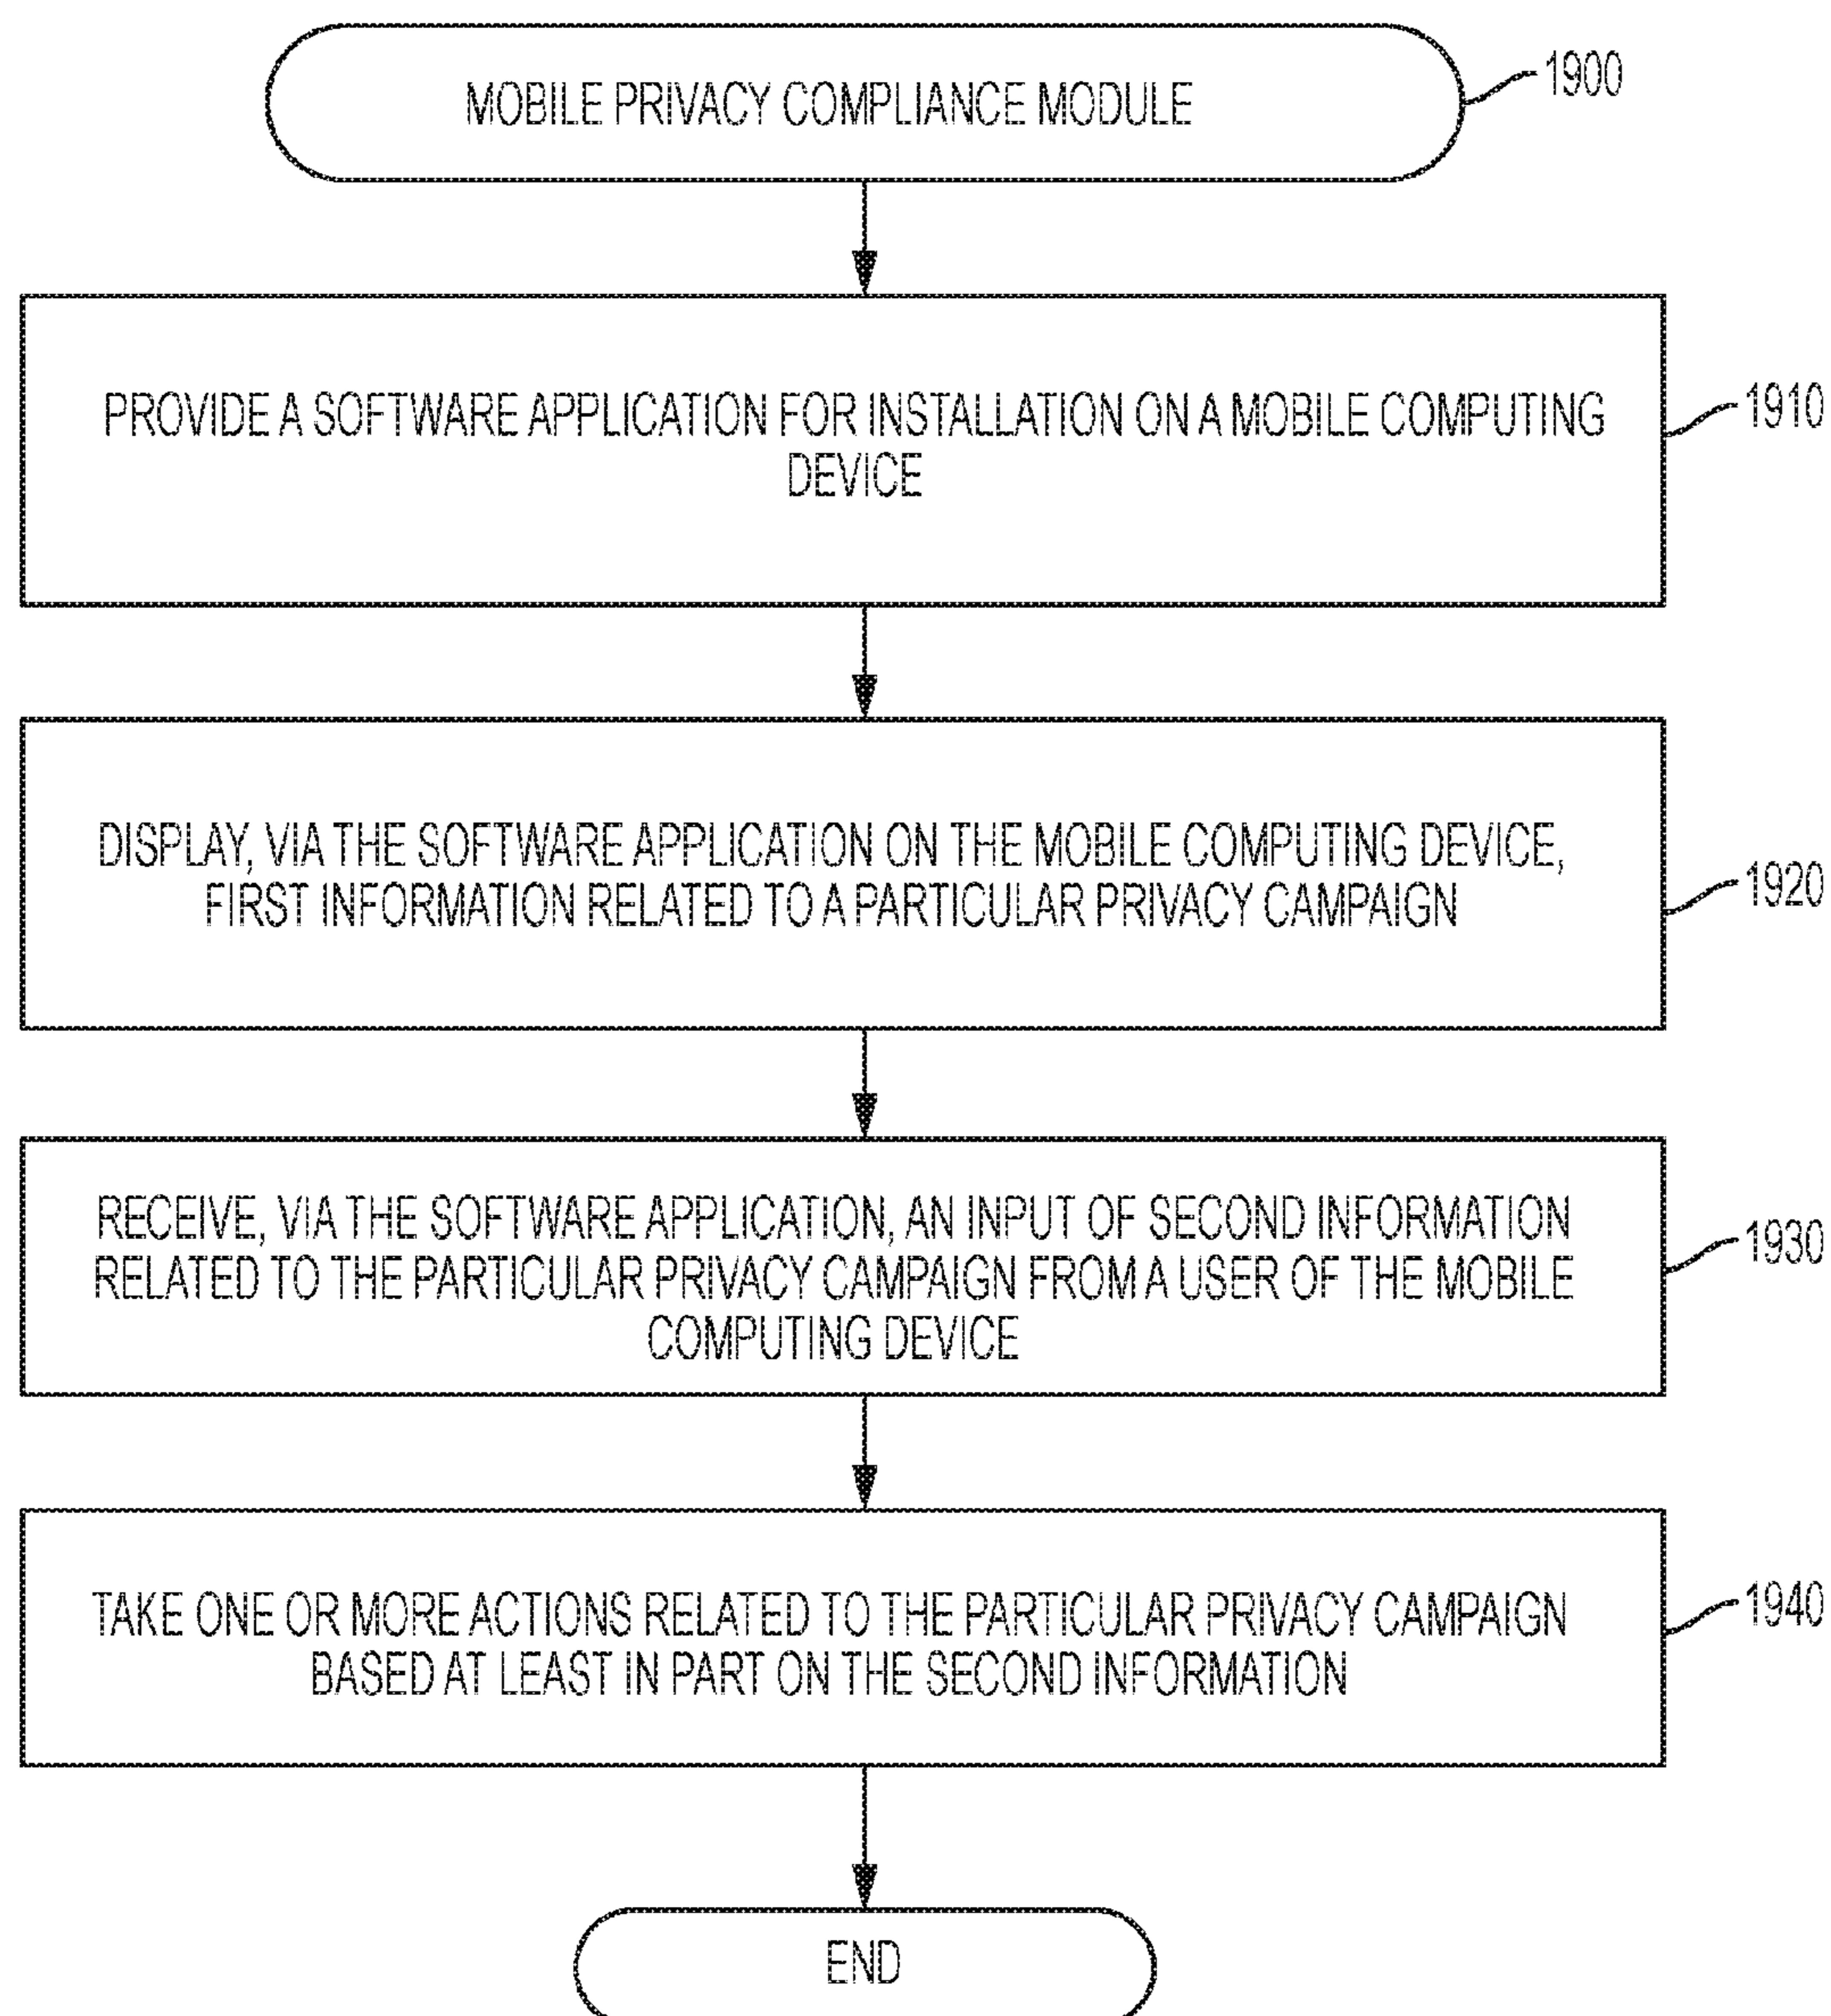 MOBILE PRIVACY COMPLIANCE MODULE
1900
PROVIDE A SOFTWARE APPLICATION FOR INSTALLATION ON A MOBILE COMPUTING
DEVICE
1910
DISPLAY, VIA THE SOFTWARE APPLICATION ON THE MOBILE COMPUTING DEVICE,
FIRST INFORMATION RELATED TO A PARTICULAR PRIVACY CAMPAIGN
1920
RECEIVE, VIA THE SOFTWARE APPLICATION, AN INPUT OF SECOND INFORMATION
RELATED TO THE PARTICULAR PRIVACY CAMPAIGN FROM A USER OF THE MOBILE
COMPUTING DEVICE
1930
TAKE ONE OR MORE ACTIONS RELATED TO THE PARTICULAR PRIVACY CAMPAIGN
BASED AT LEAST IN PART ON THE SECOND INFORMATION
1940
END